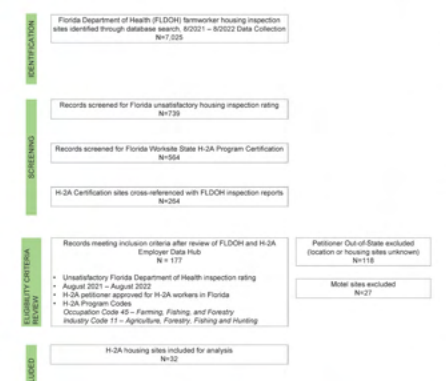 IDENTIFICATION
Florida Department of Health (FLDOH) farmworker housing inspection
sites identified through database search, 8/2021 – 8/2022 Data Collection
N=7,025
SCREENING
Records screened for Florida unsatisfactory housing inspection rating
N=739
Records screened for Florida Worksite State H-2A Program Certification
N=564
H-2A Certification sites cross-referenced with FLDOH inspection reports
N=264
ELIGIBILITY CRITERIA
REVIEW
Records meeting inclusion criteria after review of FLDOH and H-2A
Employer Data Hub
N = 177
• Unsatisfactory Florida Department of Health inspection rating
• August 2021 – August 2022
• H-2A petitioner approved for H-2A workers in Florida
• H-2A Program Codes
Occupation Code 45 – Farming, Fishing, and Forestry
Industry Code 11 – Agriculture, Forestry, Fishing and Hunting
Petitioner Out-of-State excluded
(location or housing sites unknown)
N=118
Motel sites excluded
N=27
UDED
H-2A housing sites included for analysis
N=32